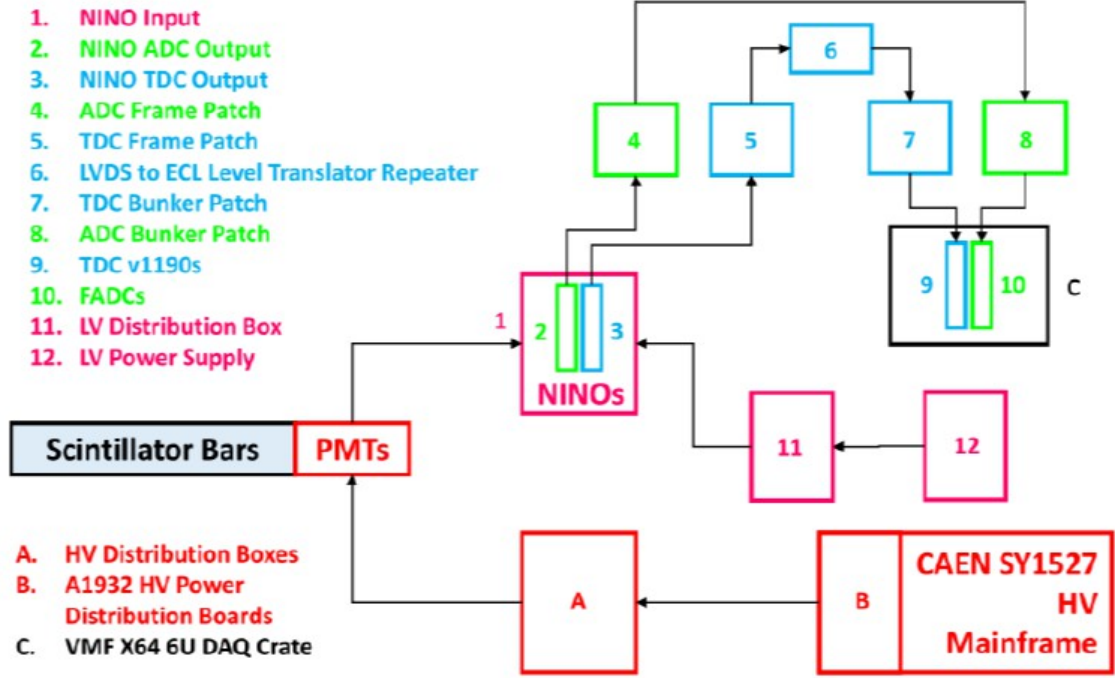 1. NINO Input
2. NINO ADC Output
3. NINO TDC Output
4. ADC Frame Patch
5. TDC Frame Patch
6. LVDS to ECL Level Translator Repeater
7. TDC Bunker Patch
8. ADC Bunker Patch
9. TDC v1190s
10. FADCs
11. LV Distribution Box
12. LV Power Supply
6
4
5
7
8
9
10
C
1
2
3
NINOs
11
12
Scintillator Bars
PMTs
A. HV Distribution Boxes
B. A1932 HV Power
Distribution Boards
C. VMF X64 6U DAQ Crate
A
B
CAEN SY1527
HV
Mainframe